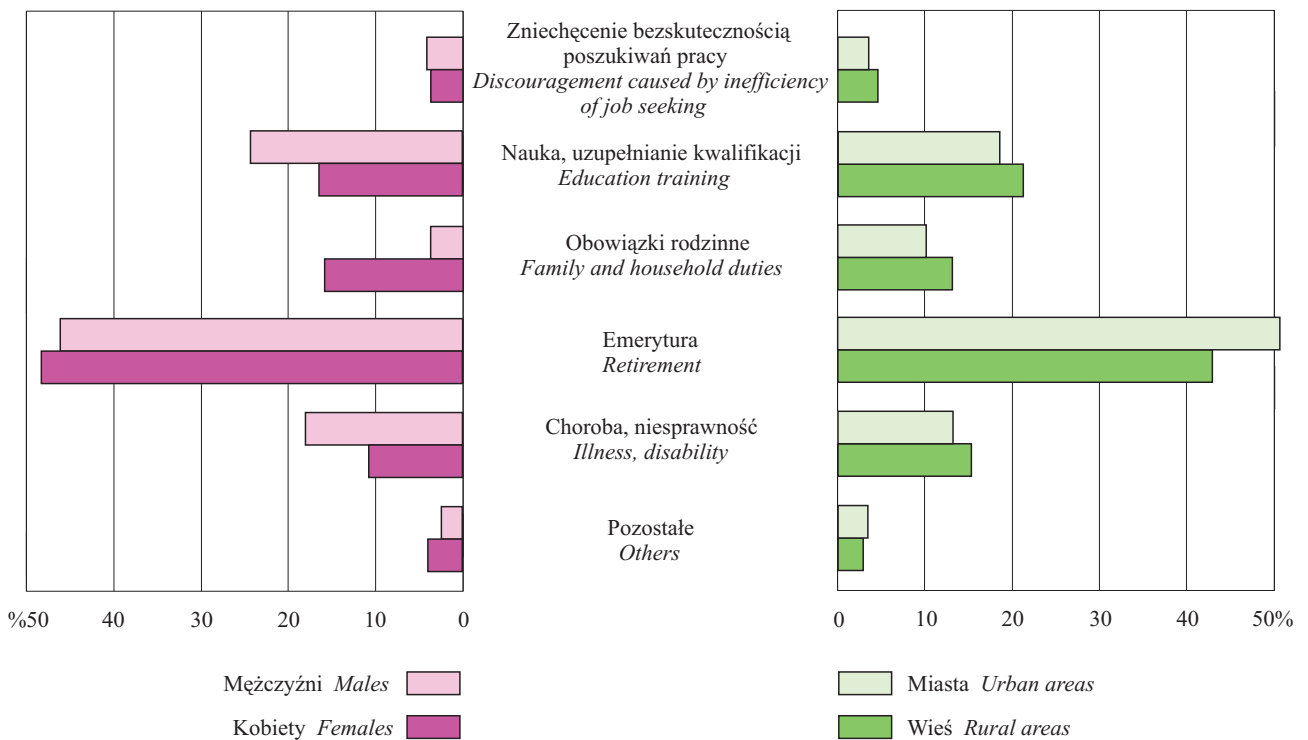 Zniechęcenie bezskutecznością
poszukiwań pracy
Discouragement caused by inefficiency
of job seeking
Nauka, uzupełnianie kwalifikacji
Education training
Obowiązki rodzinne
Family and household duties
Emerytura
Retirement
Choroba, niesprawność
Illness, disability
Pozostałe
Others
%50 40 30 20 10 0
0 10 20 30 40 50%
Mężczyźni Males
Kobiety Females
Miasta Urban areas
Wieś Rural areas